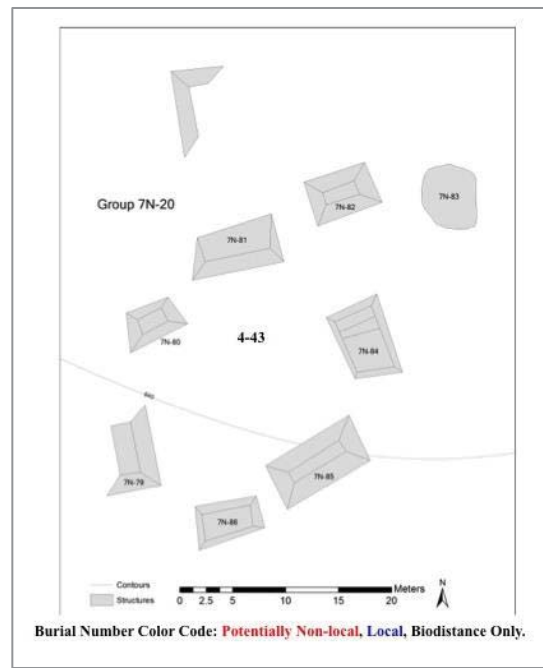 7N-82
7N-83
Group 7N-20
7N-81
4-43
7N-80
7N-84
7N-79
7N-85
7N-86
Contours
Structures
Meters
N
0 2.5 5 10 15 20
Burial Number Color Code: Potentially Non-local, Local, Biodistance Only.